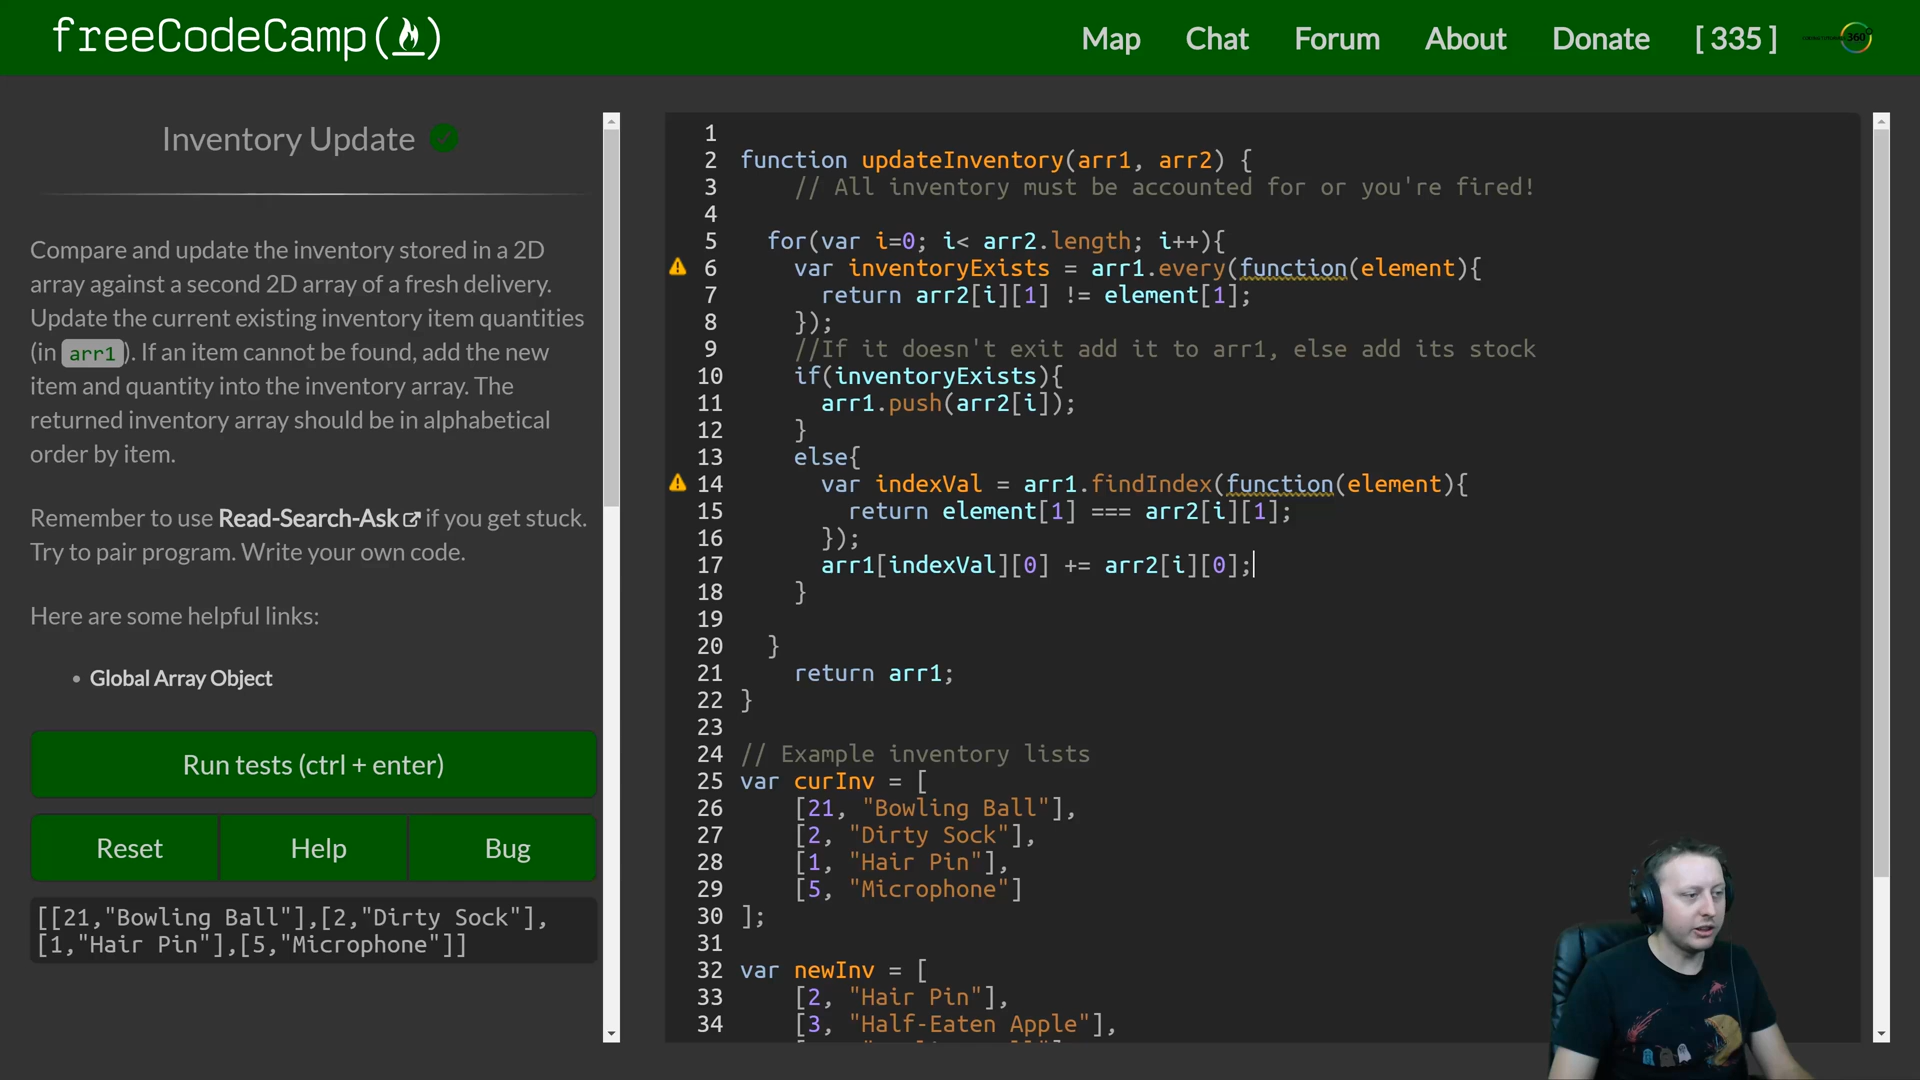 freeCodeCamp(🔥)
Map Chat Forum About Donate [ 335 ]
Inventory Update
Compare and update the inventory stored in a 2D
array against a second 2D array of a fresh delivery.
Update the current existing inventory item quantities
(in arr1). If an item cannot be found, add the new
item and quantity into the inventory array. The
returned inventory array should be in alphabetical
order by item.
Remember to use Read-Search-Ask if you get stuck.
Try to pair program. Write your own code.
Here are some helpful links:
• Global Array Object
Run tests (ctrl + enter)
Reset Help Bug
[[21,"Bowling Ball"],[2,"Dirty Sock"],
[1,"Hair Pin"],[5,"Microphone"]]
1
2 function updateInventory(arr1, arr2) {
3 // All inventory must be accounted for or you're fired!
4
5 for(var i=0; i< arr2.length; i++){
6 var inventoryExists = arr1.every(function(element){
7 return arr2[i][1] != element[1];
8 });
9 //If it doesn't exit add it to arr1, else add its stock
10 if(inventoryExists){
11 arr1.push(arr2[i]);
12 }
13 else{
14 var indexVal = arr1.findIndex(function(element){
15 return element[1] === arr2[i][1];
16 });
17 arr1[indexVal][0] += arr2[i][0];
18 }
19
20 }
21 return arr1;
22 }
23
24 // Example inventory lists
25 var curInv = [
26 [21, "Bowling Ball"],
27 [2, "Dirty Sock"],
28 [1, "Hair Pin"],
29 [5, "Microphone"]
30 ];
31
32 var newInv = [
33 [2, "Hair Pin"],
34 [3, "Half-Eaten Apple"],